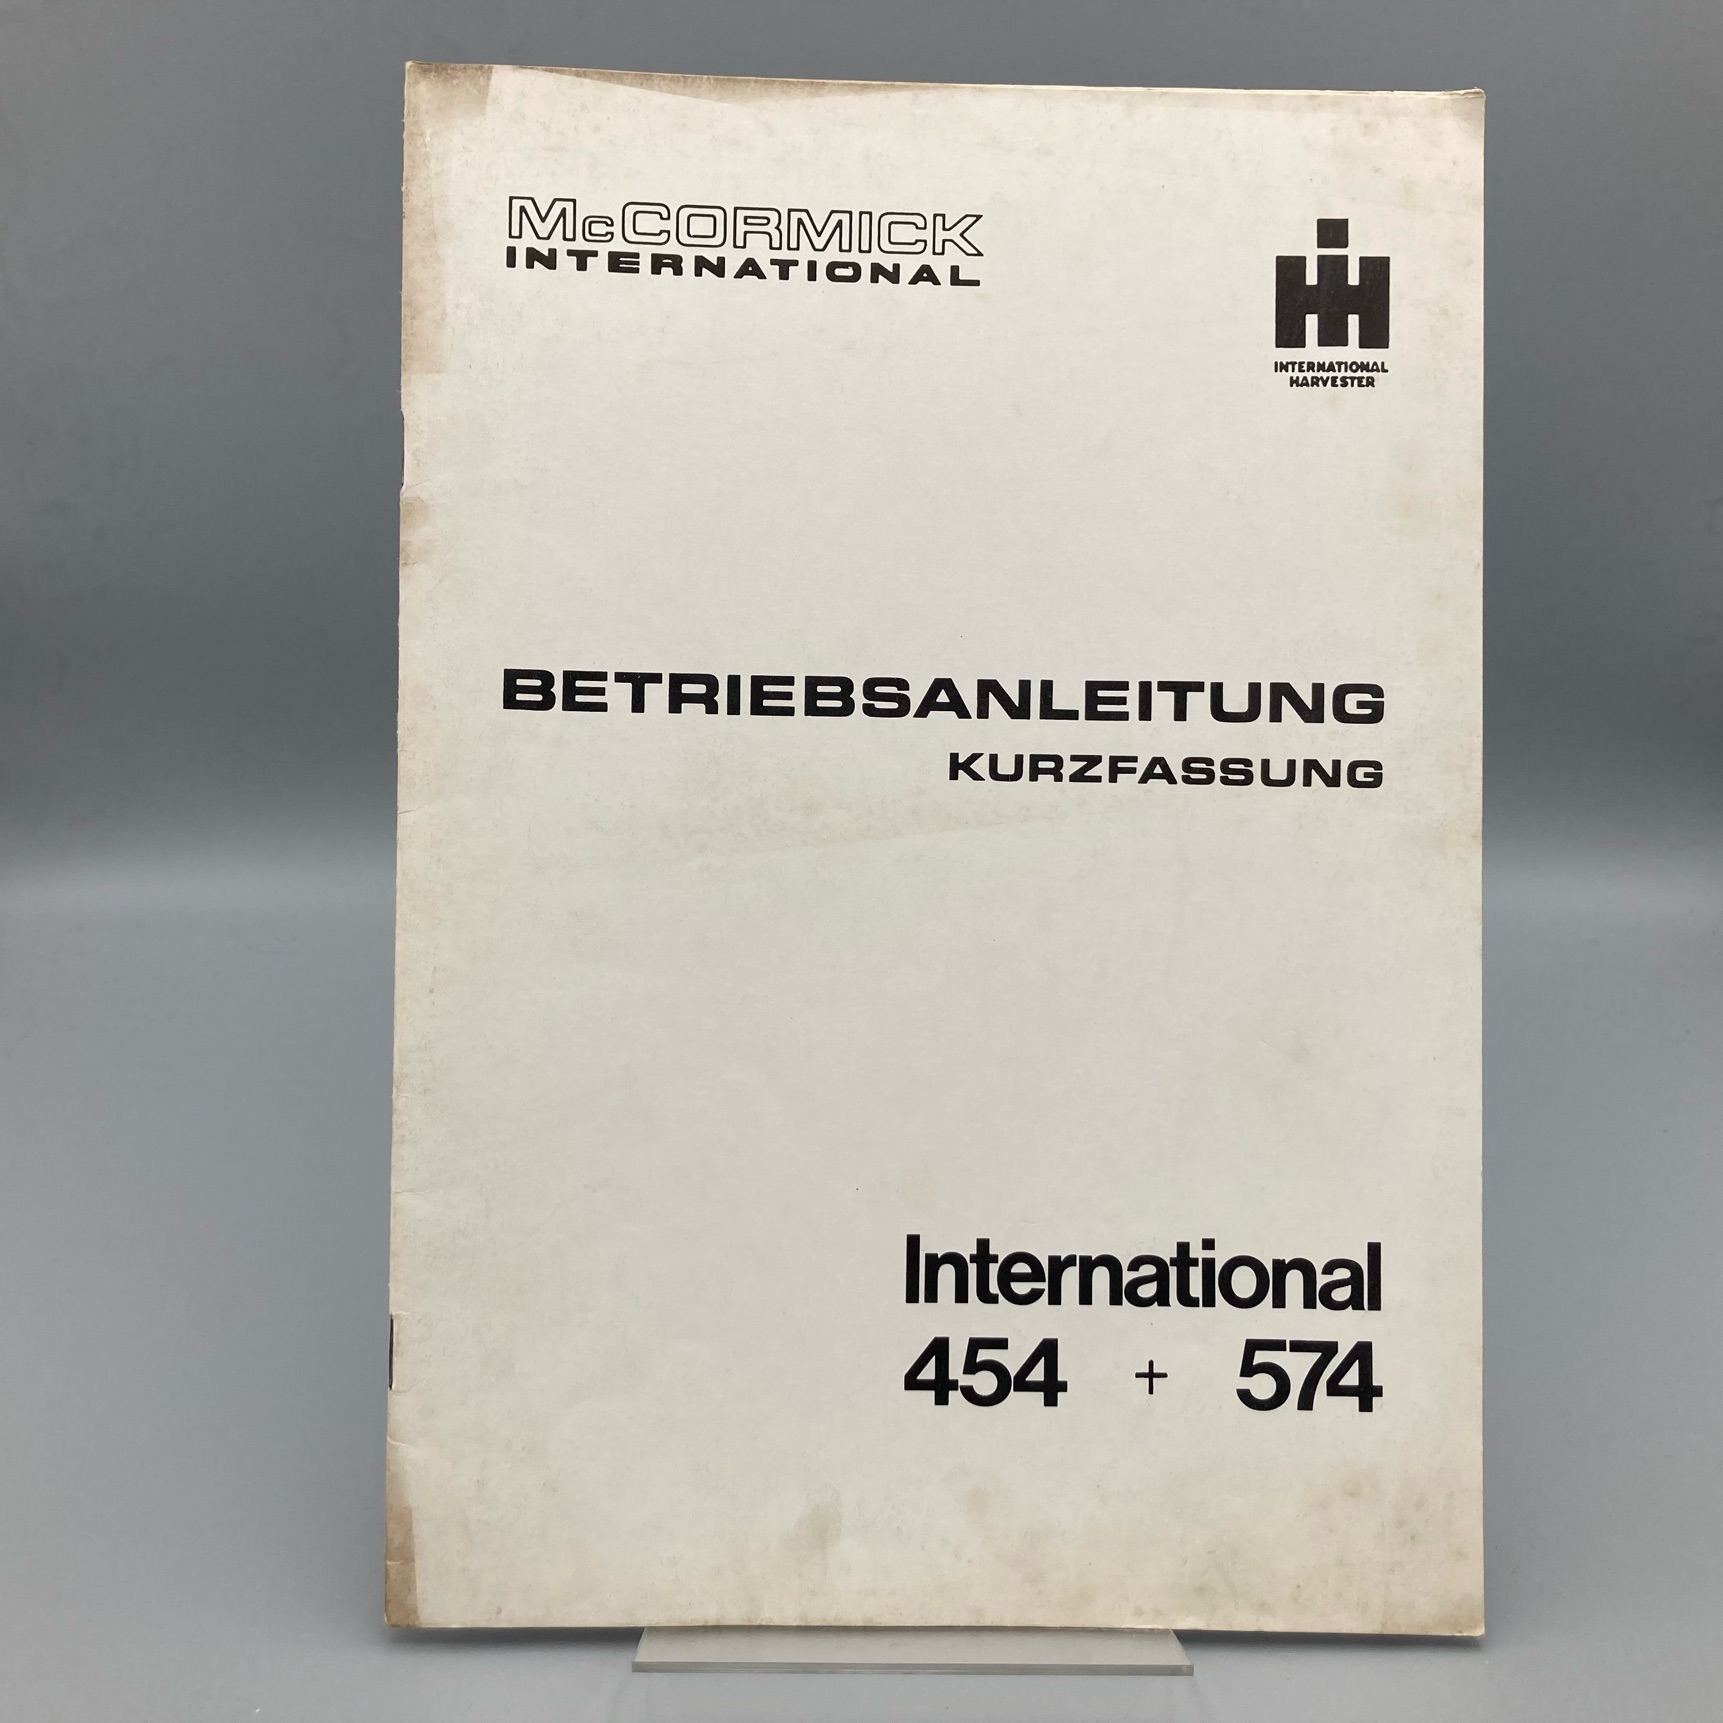 McCORMICK
INTERNATIONAL
INTERNATIONAL
HARVESTER
BETRIEBSANLEITUNG
KURZFASSUNG
International
454 + 574